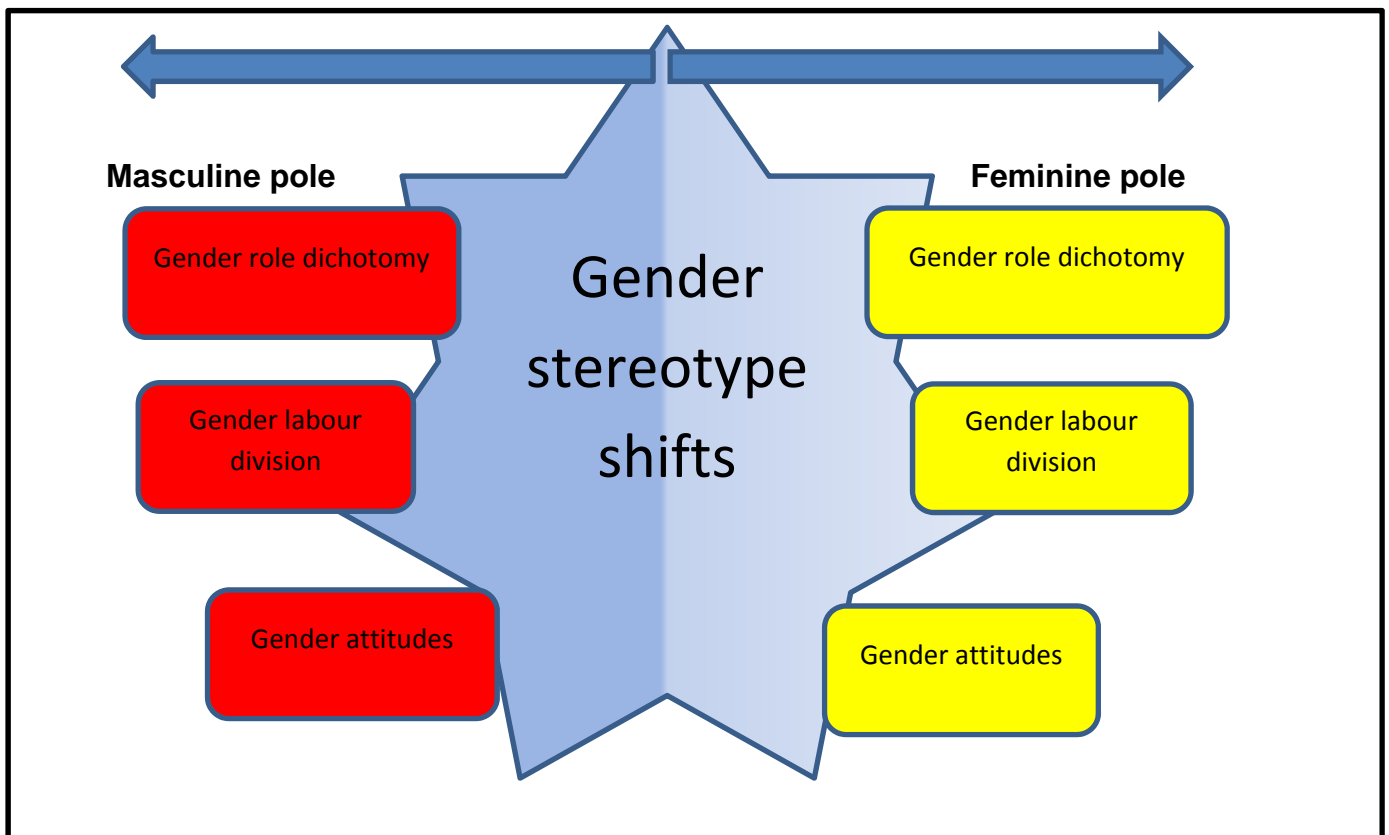 Masculine pole
Feminine pole
Gender role dichotomy
Gender role dichotomy
Gender
stereotype
shifts
Gender labour
division
Gender labour
division
Gender attitudes
Gender attitudes